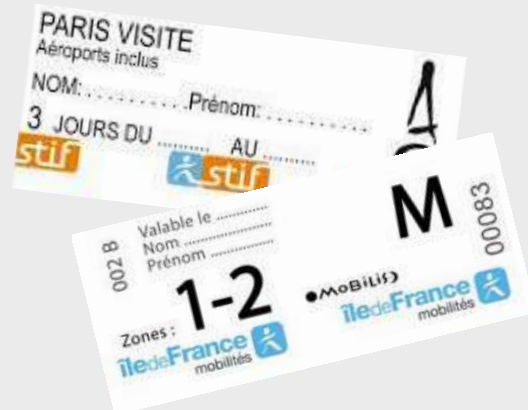 PARIS VISITE
Aéroports inclus
NOM:..............Prénom:..............
3 JOURS DU .......... AU ..........
stif
stif
002 B
Valable le ..............
Nom ......................
Prénom ................
Zones : 1-2
îledeFrance
mobilités
M
MOBiLiS
îledeFrance
mobilités
00083